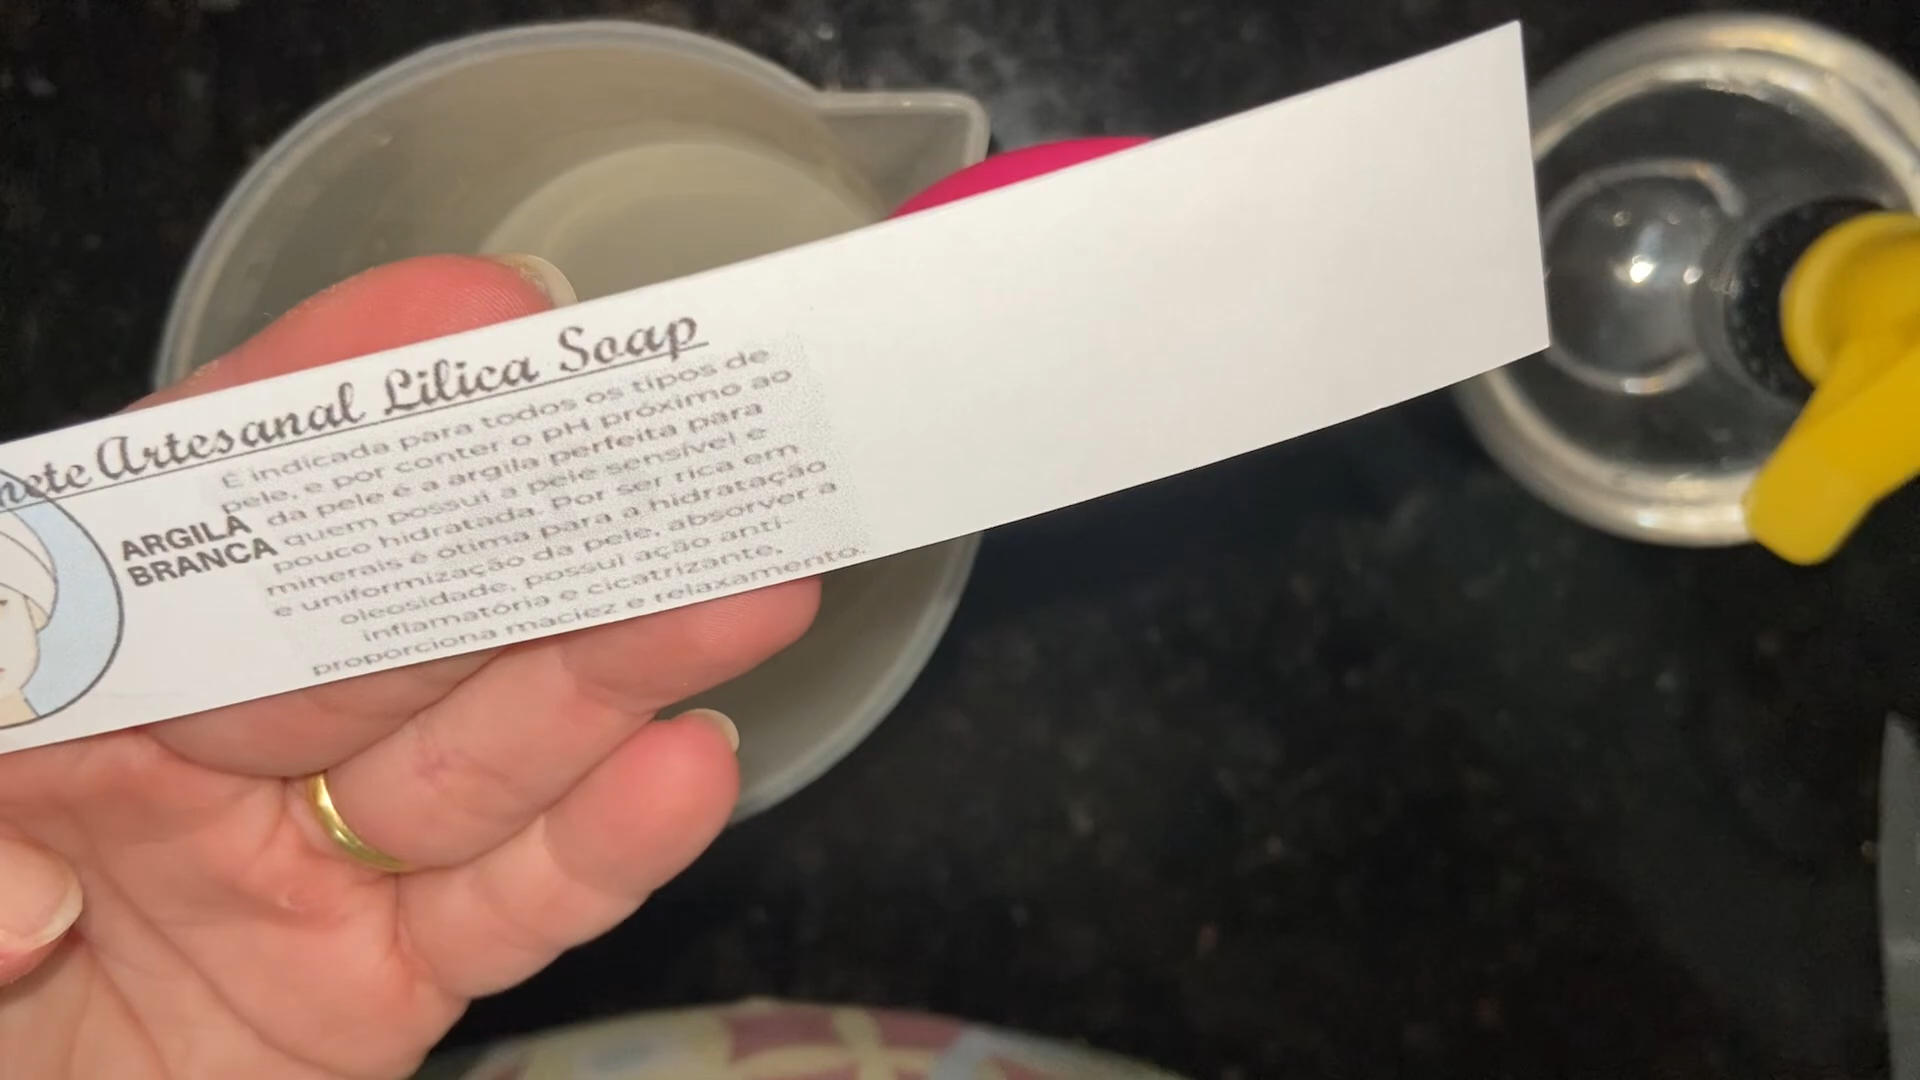 nete Artesanal Lilica Soap
ARGILA
BRANCA
É indicada para todos os tipos de
pele, e por conter o pH próximo ao
da pele é a argila perfeita para
quem possui a pele sensível e
pouco hidratada. Por ser rica em
minerais é ótima para a hidratação
e uniformização da pele, absorver a
oleosidade, possui ação anti-
inflamatória e cicatrizante,
proporciona maciez e relaxamento.